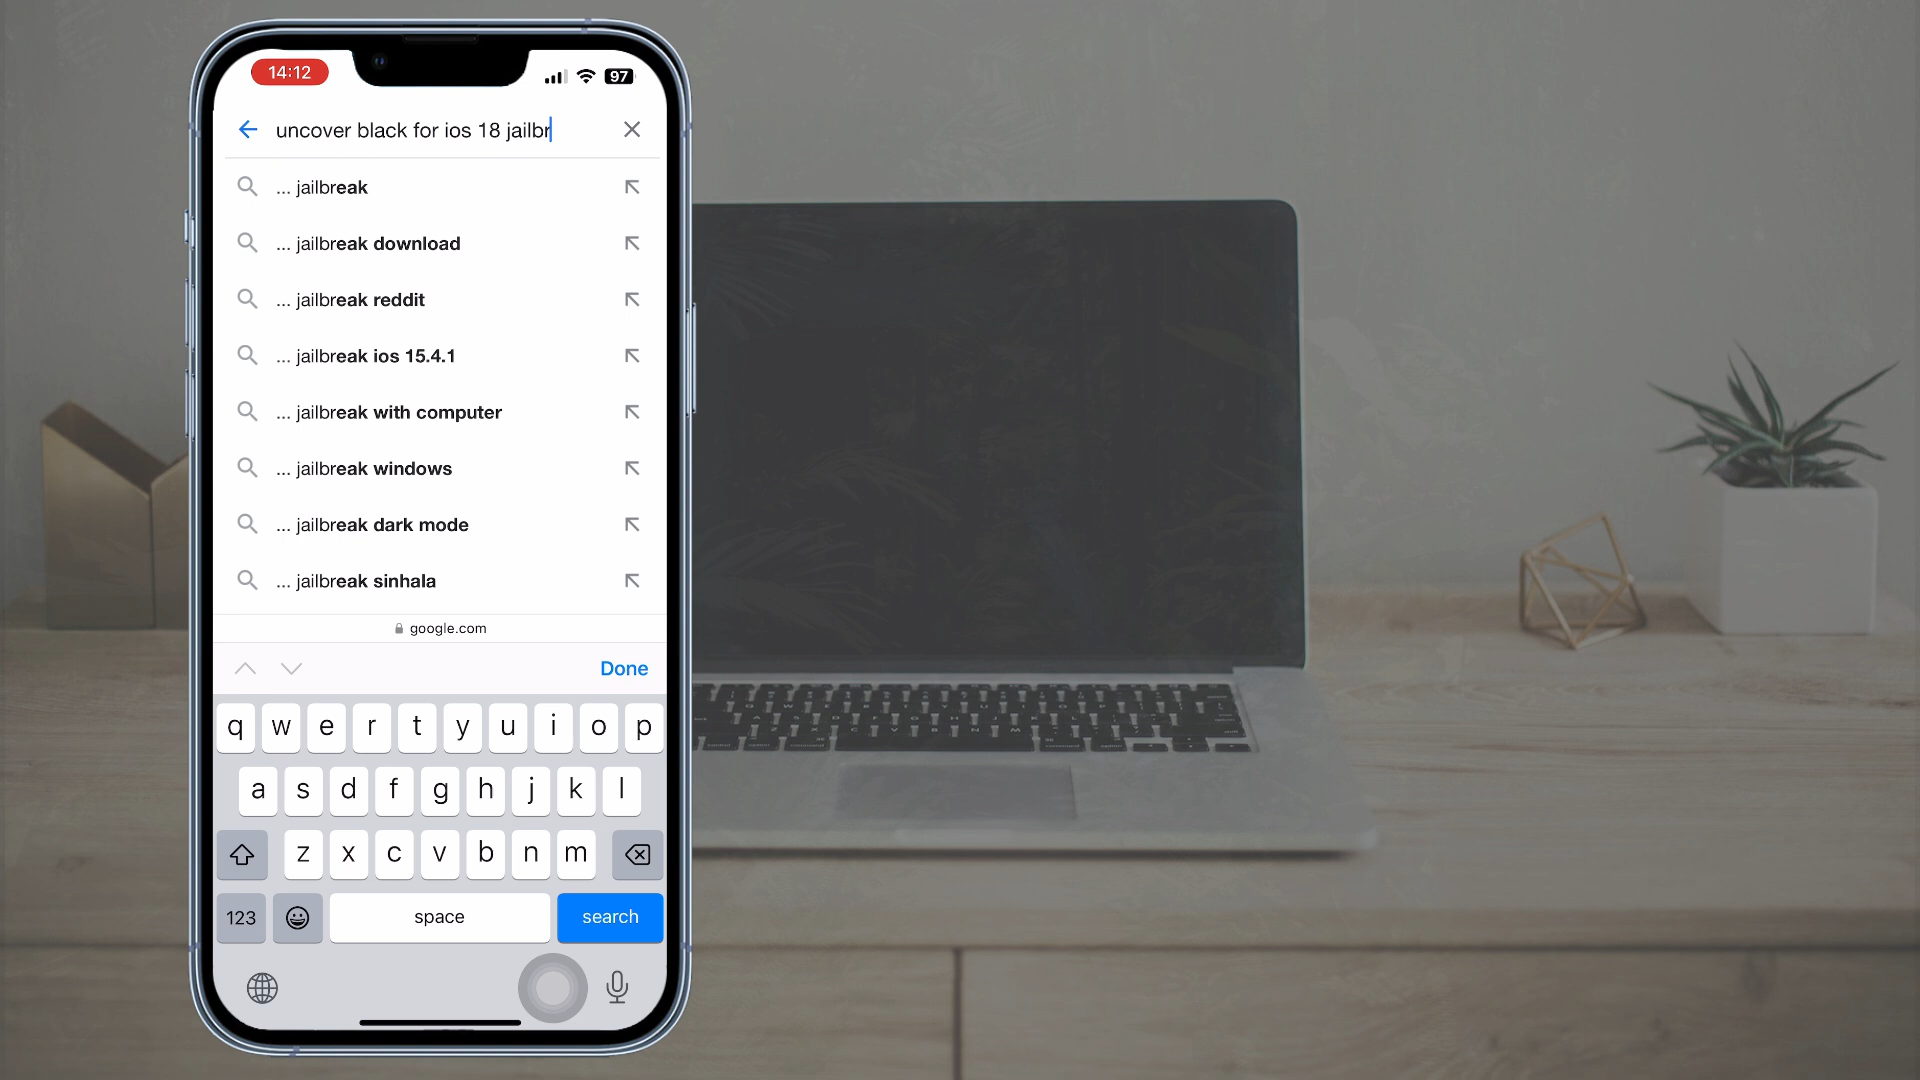 14:12
97
uncover black for ios 18 jailbr
... jailbreak
... jailbreak download
... jailbreak reddit
... jailbreak ios 15.4.1
... jailbreak with computer
... jailbreak windows
... jailbreak dark mode
... jailbreak sinhala
google.com
Done
q w e r t y u i o p
a s d f g h j k l
z x c v b n m
123 space search